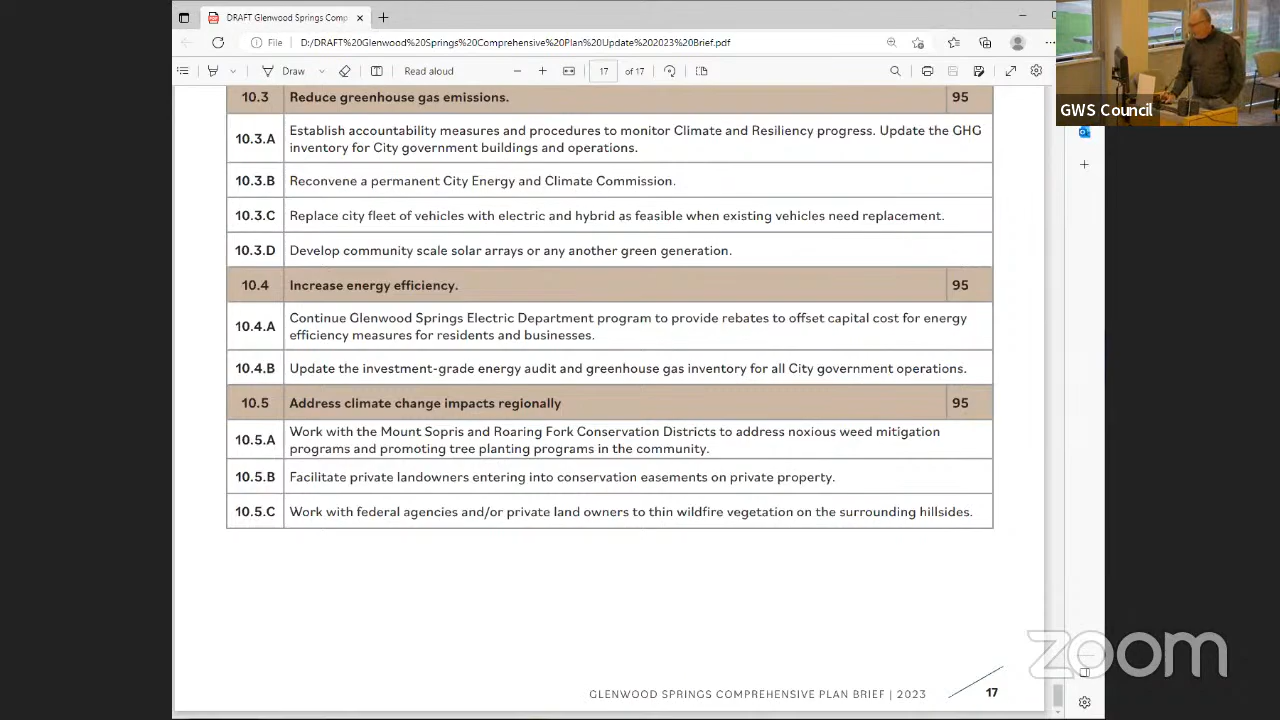 DRAFT Glenwood Springs Comp
File
D:/DRAFT%20Glenwood%20Springs%20Comprehensive%20Plan%20Update%202023%20Brief.pdf
Draw
Read aloud
17 of 17
GWS Council
10.3 Reduce greenhouse gas emissions. 95
10.3.A Establish accountability measures and procedures to monitor Climate and Resiliency progress. Update the GHG
inventory for City government buildings and operations.
10.3.B Reconvene a permanent City Energy and Climate Commission.
10.3.C Replace city fleet of vehicles with electric and hybrid as feasible when existing vehicles need replacement.
10.3.D Develop community scale solar arrays or any another green generation.
10.4 Increase energy efficiency. 95
10.4.A Continue Glenwood Springs Electric Department program to provide rebates to offset capital cost for energy
efficiency measures for residents and businesses.
10.4.B Update the investment-grade energy audit and greenhouse gas inventory for all City government operations.
10.5 Address climate change impacts regionally 95
10.5.A Work with the Mount Sopris and Roaring Fork Conservation Districts to address noxious weed mitigation
programs and promoting tree planting programs in the community.
10.5.B Facilitate private landowners entering into conservation easements on private property.
10.5.C Work with federal agencies and/or private land owners to thin wildfire vegetation on the surrounding hillsides.
zoom
GLENWOOD SPRINGS COMPREHENSIVE PLAN BRIEF | 2023 17